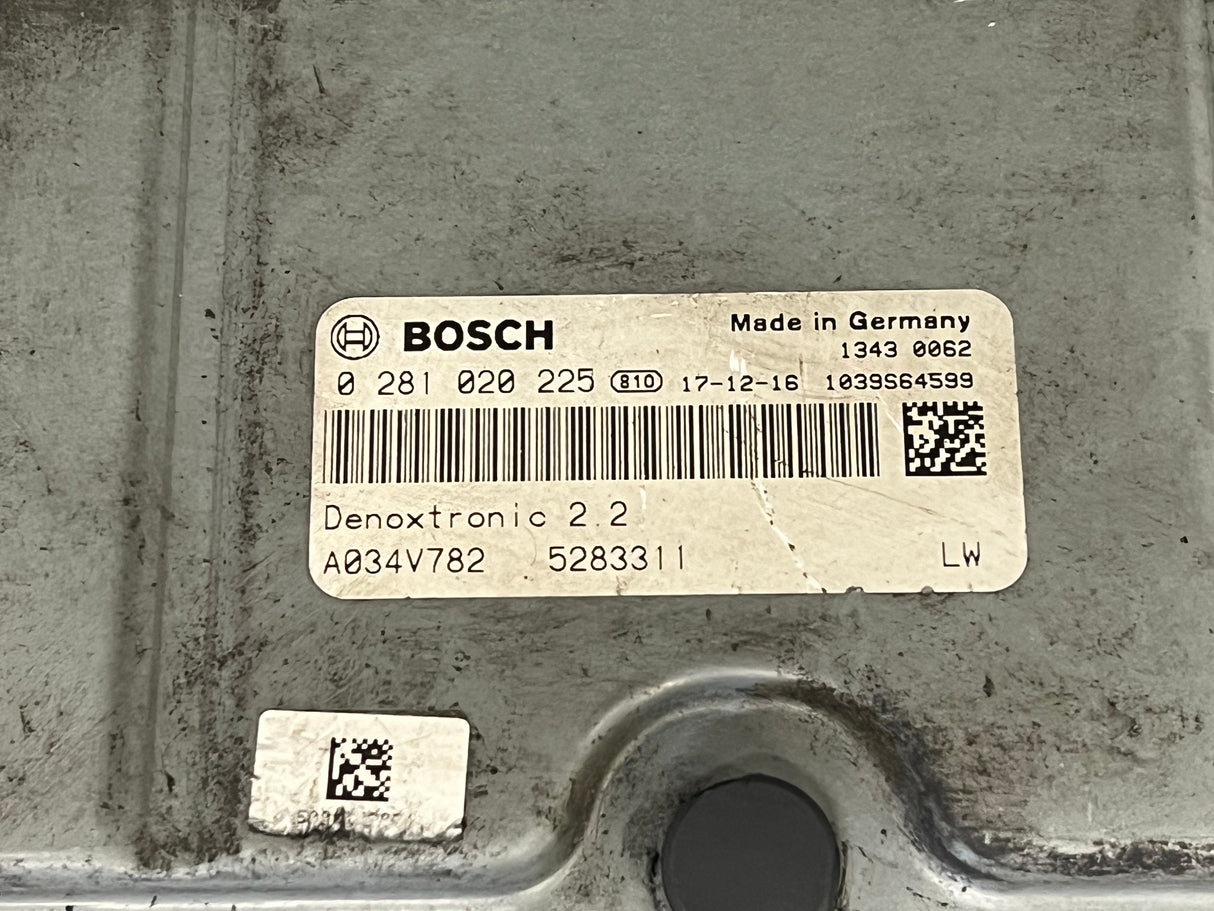 BOSCH
Made in Germany
1343 0062
0 281 020 225 810 17-12-16 1039S64599
Denoxtronic 2.2
A034V782 5283311 LW